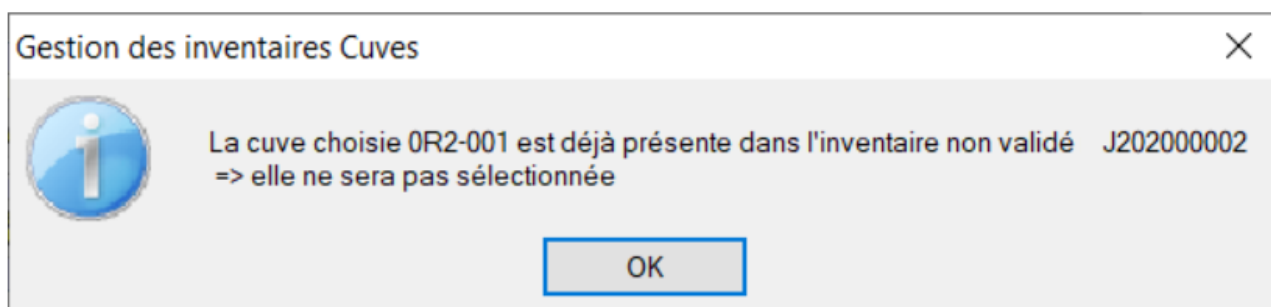 Gestion des inventaires Cuves
La cuve choisie 0R2-001 est déjà présente dans l'inventaire non validé J202000002
=> elle ne sera pas sélectionnée
OK